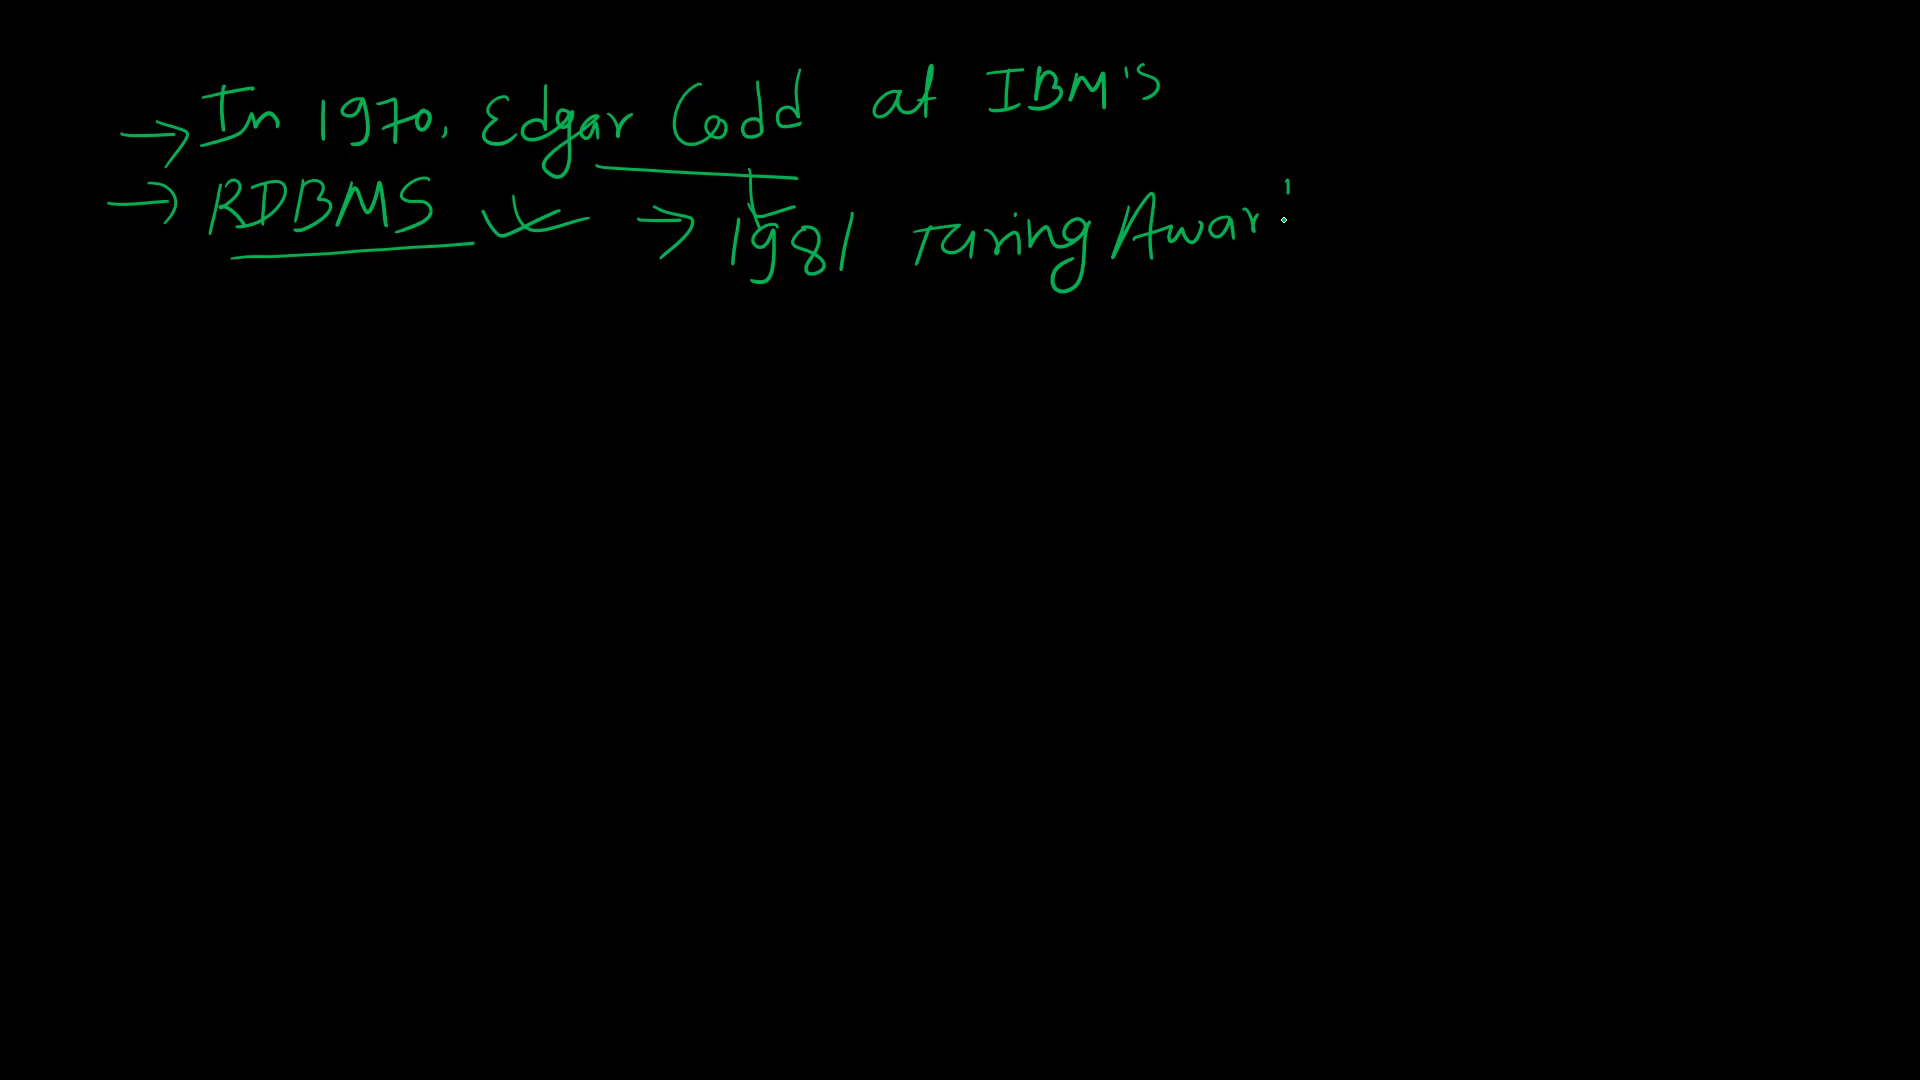 → In 1970, Edgar Codd at IBM's
→ RDBMS → 1981 Turing Awar